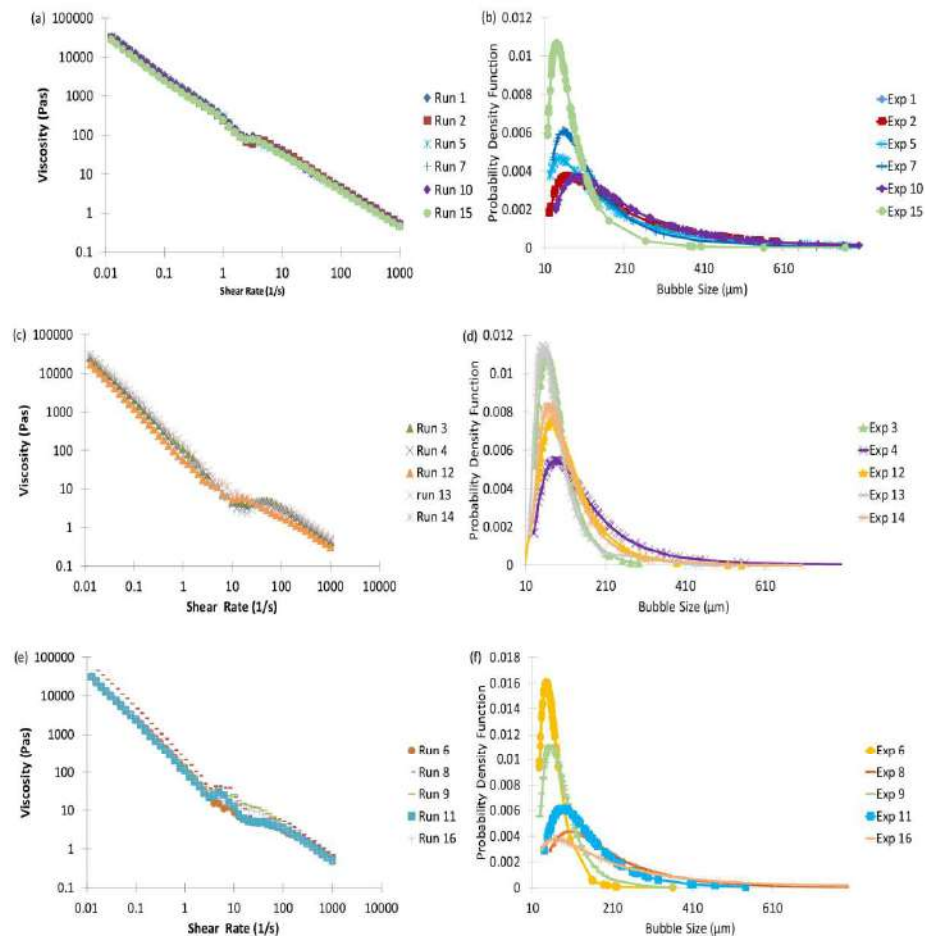 (a)
100000
10000
1000
100
10
1
0.1
Viscosity (Pas)
0.01 0.1 1 10 100 1000
Shear Rate (1/s)
Run 1
Run 2
Run 5
Run 7
Run 10
Run 15
(b)
0.012
0.01
0.008
0.006
0.004
0.002
0
Probability Density Function
10 210 410 610
Bubble Size (µm)
Exp 1
Exp 2
Exp 5
Exp 7
Exp 10
Exp 15
(c)
100000
10000
1000
100
10
1
0.1
Viscosity (Pas)
0.01 0.1 1 10 100 1000 10000
Shear Rate (1/s)
Run 3
Run 4
Run 12
run 13
Run 14
(d)
0.012
0.01
0.008
0.006
0.004
0.002
0
Probability Density Function
10 210 410 610
Bubble Size (µm)
Exp 3
Exp 4
Exp 12
Exp 13
Exp 14
(e)
100000
10000
1000
100
10
1
0.1
Viscosity (Pas)
0.01 0.1 1 10 100 1000 10000
Shear Rate (1/s)
Run 6
Run 8
Run 9
Run 11
Run 16
(f)
0.018
0.016
0.014
0.012
0.01
0.008
0.006
0.004
0.002
0
Probability Density Function
10 210 410 610
Bubble Size (µm)
Exp 6
Exp 8
Exp 9
Exp 11
Exp 16